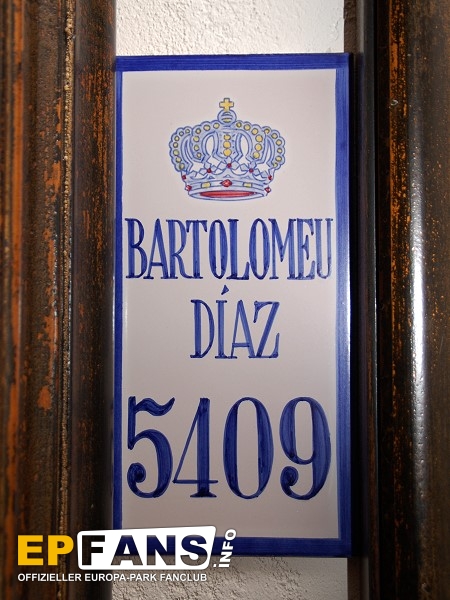 BARTOLOMEU
DÍAZ
5409
EPFANS.INFO
OFFIZIELLER EUROPA-PARK FANCLUB